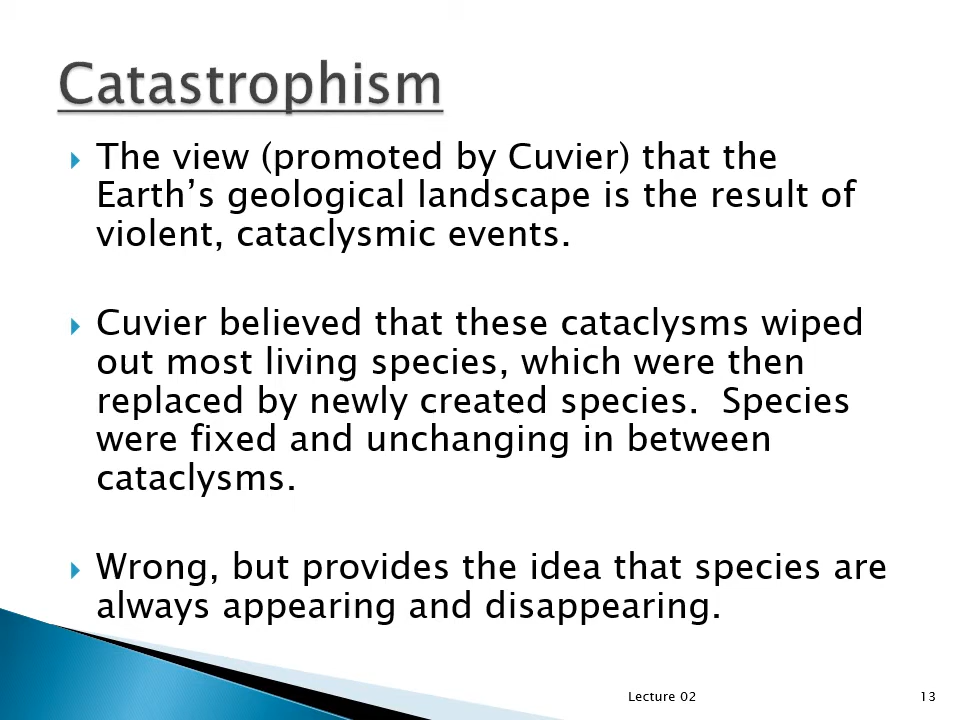 Catastrophism
The view (promoted by Cuvier) that the
Earth’s geological landscape is the result of
violent, cataclysmic events.
Cuvier believed that these cataclysms wiped
out most living species, which were then
replaced by newly created species.  Species
were fixed and unchanging in between
cataclysms.
Wrong, but provides the idea that species are
always appearing and disappearing.
Lecture 02
13